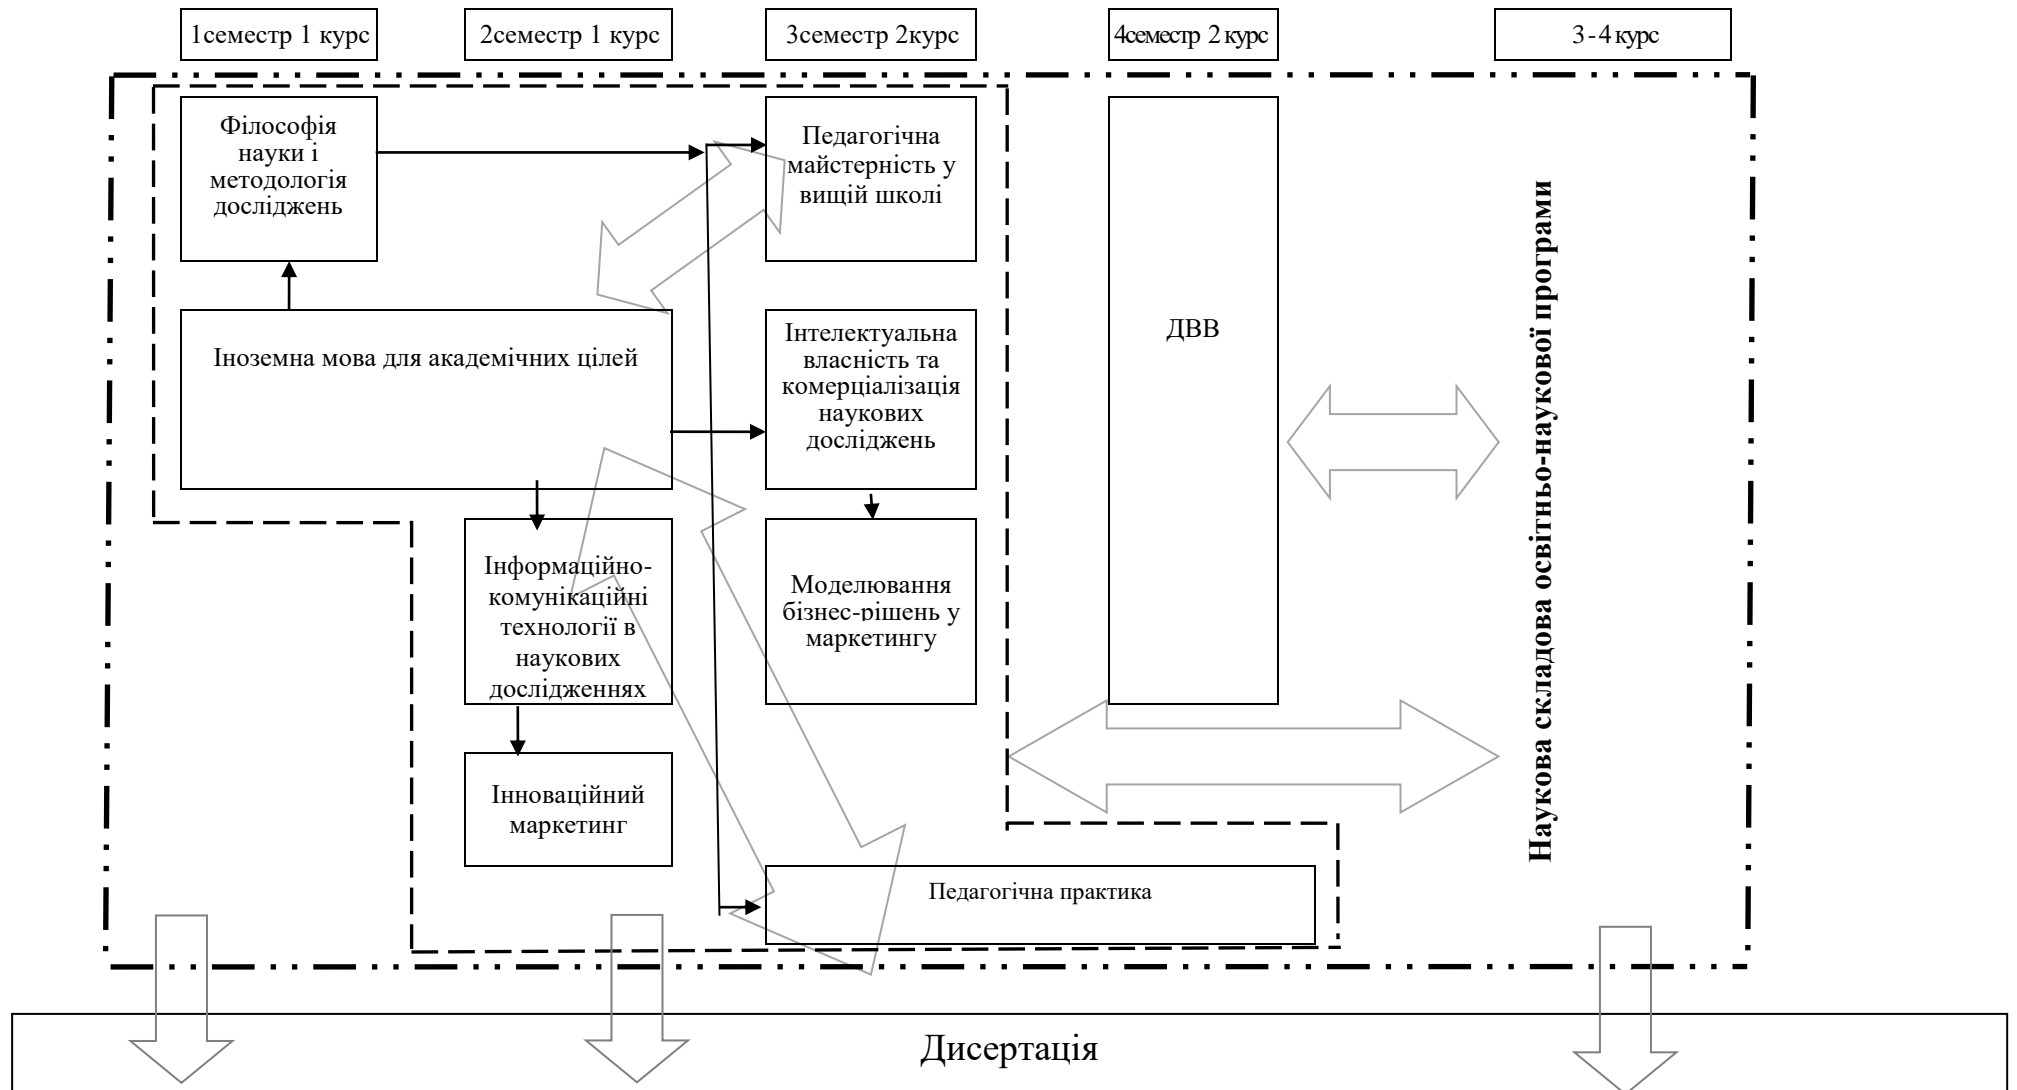 1семестр 1 курс
2семестр 1 курс
3семестр 2курс
4семестр 2 курс
3-4 курс
Філософія
науки і
методологія
досліджень
Педагогічна
майстерність у
вищій школі
ДВВ
Наукова складова освітньо-наукової програми
Іноземна мова для академічних цілей
Інтелектуальна
власність та
комерціалізація
наукових
досліджень
Інформаційно-
комунікаційні
технології в
наукових
дослідженнях
Моделювання
бізнес-рішень у
маркетингу
Інноваційний
маркетинг
Педагогічна практика
Дисертація